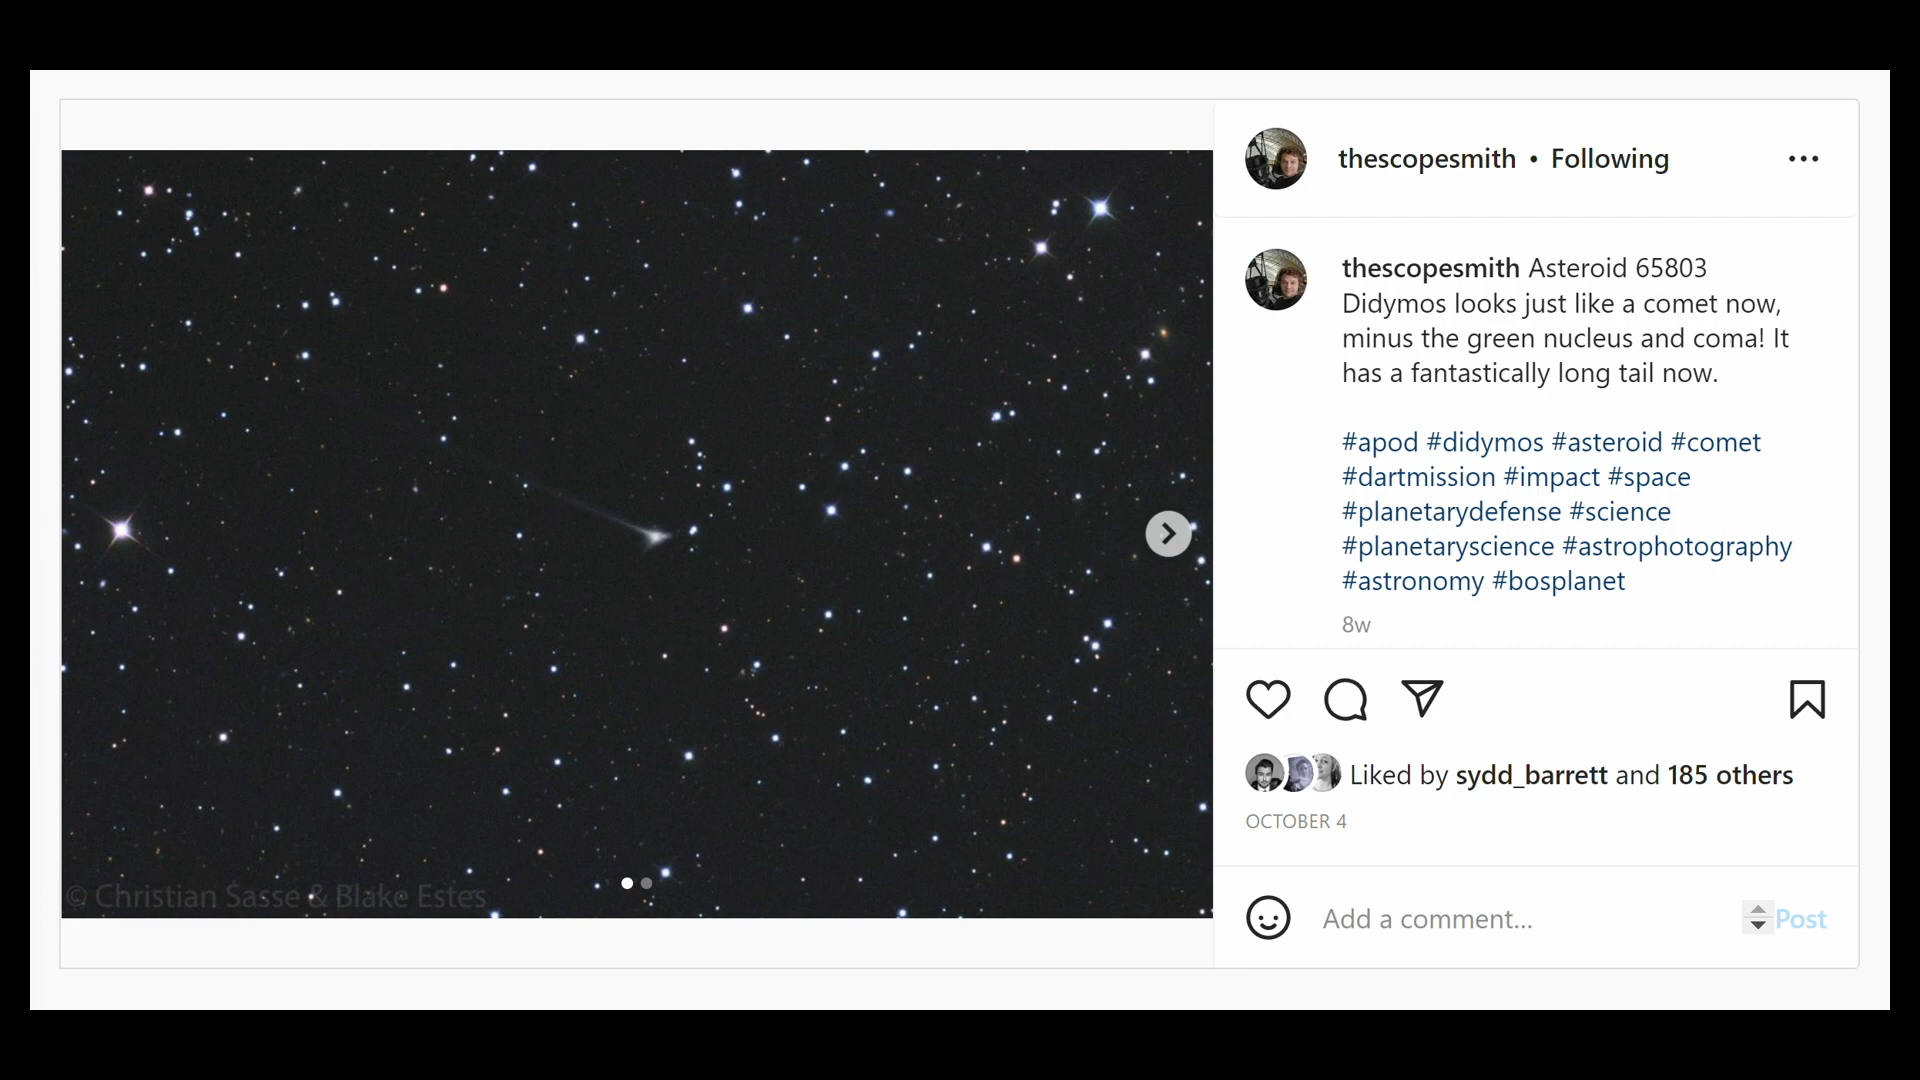 thescopesmith • Following
thescopesmith Asteroid 65803
Didymos looks just like a comet now,
minus the green nucleus and coma! It
has a fantastically long tail now.
#apod #didymos #asteroid #comet
#dartmission #impact #space
#planetarydefense #science
#planetaryscience #astrophotography
#astronomy #bosplanet
8w
Liked by sydd_barrett and 185 others
OCTOBER 4
Add a comment...
Post
© Christian Sasse & Blake Estes